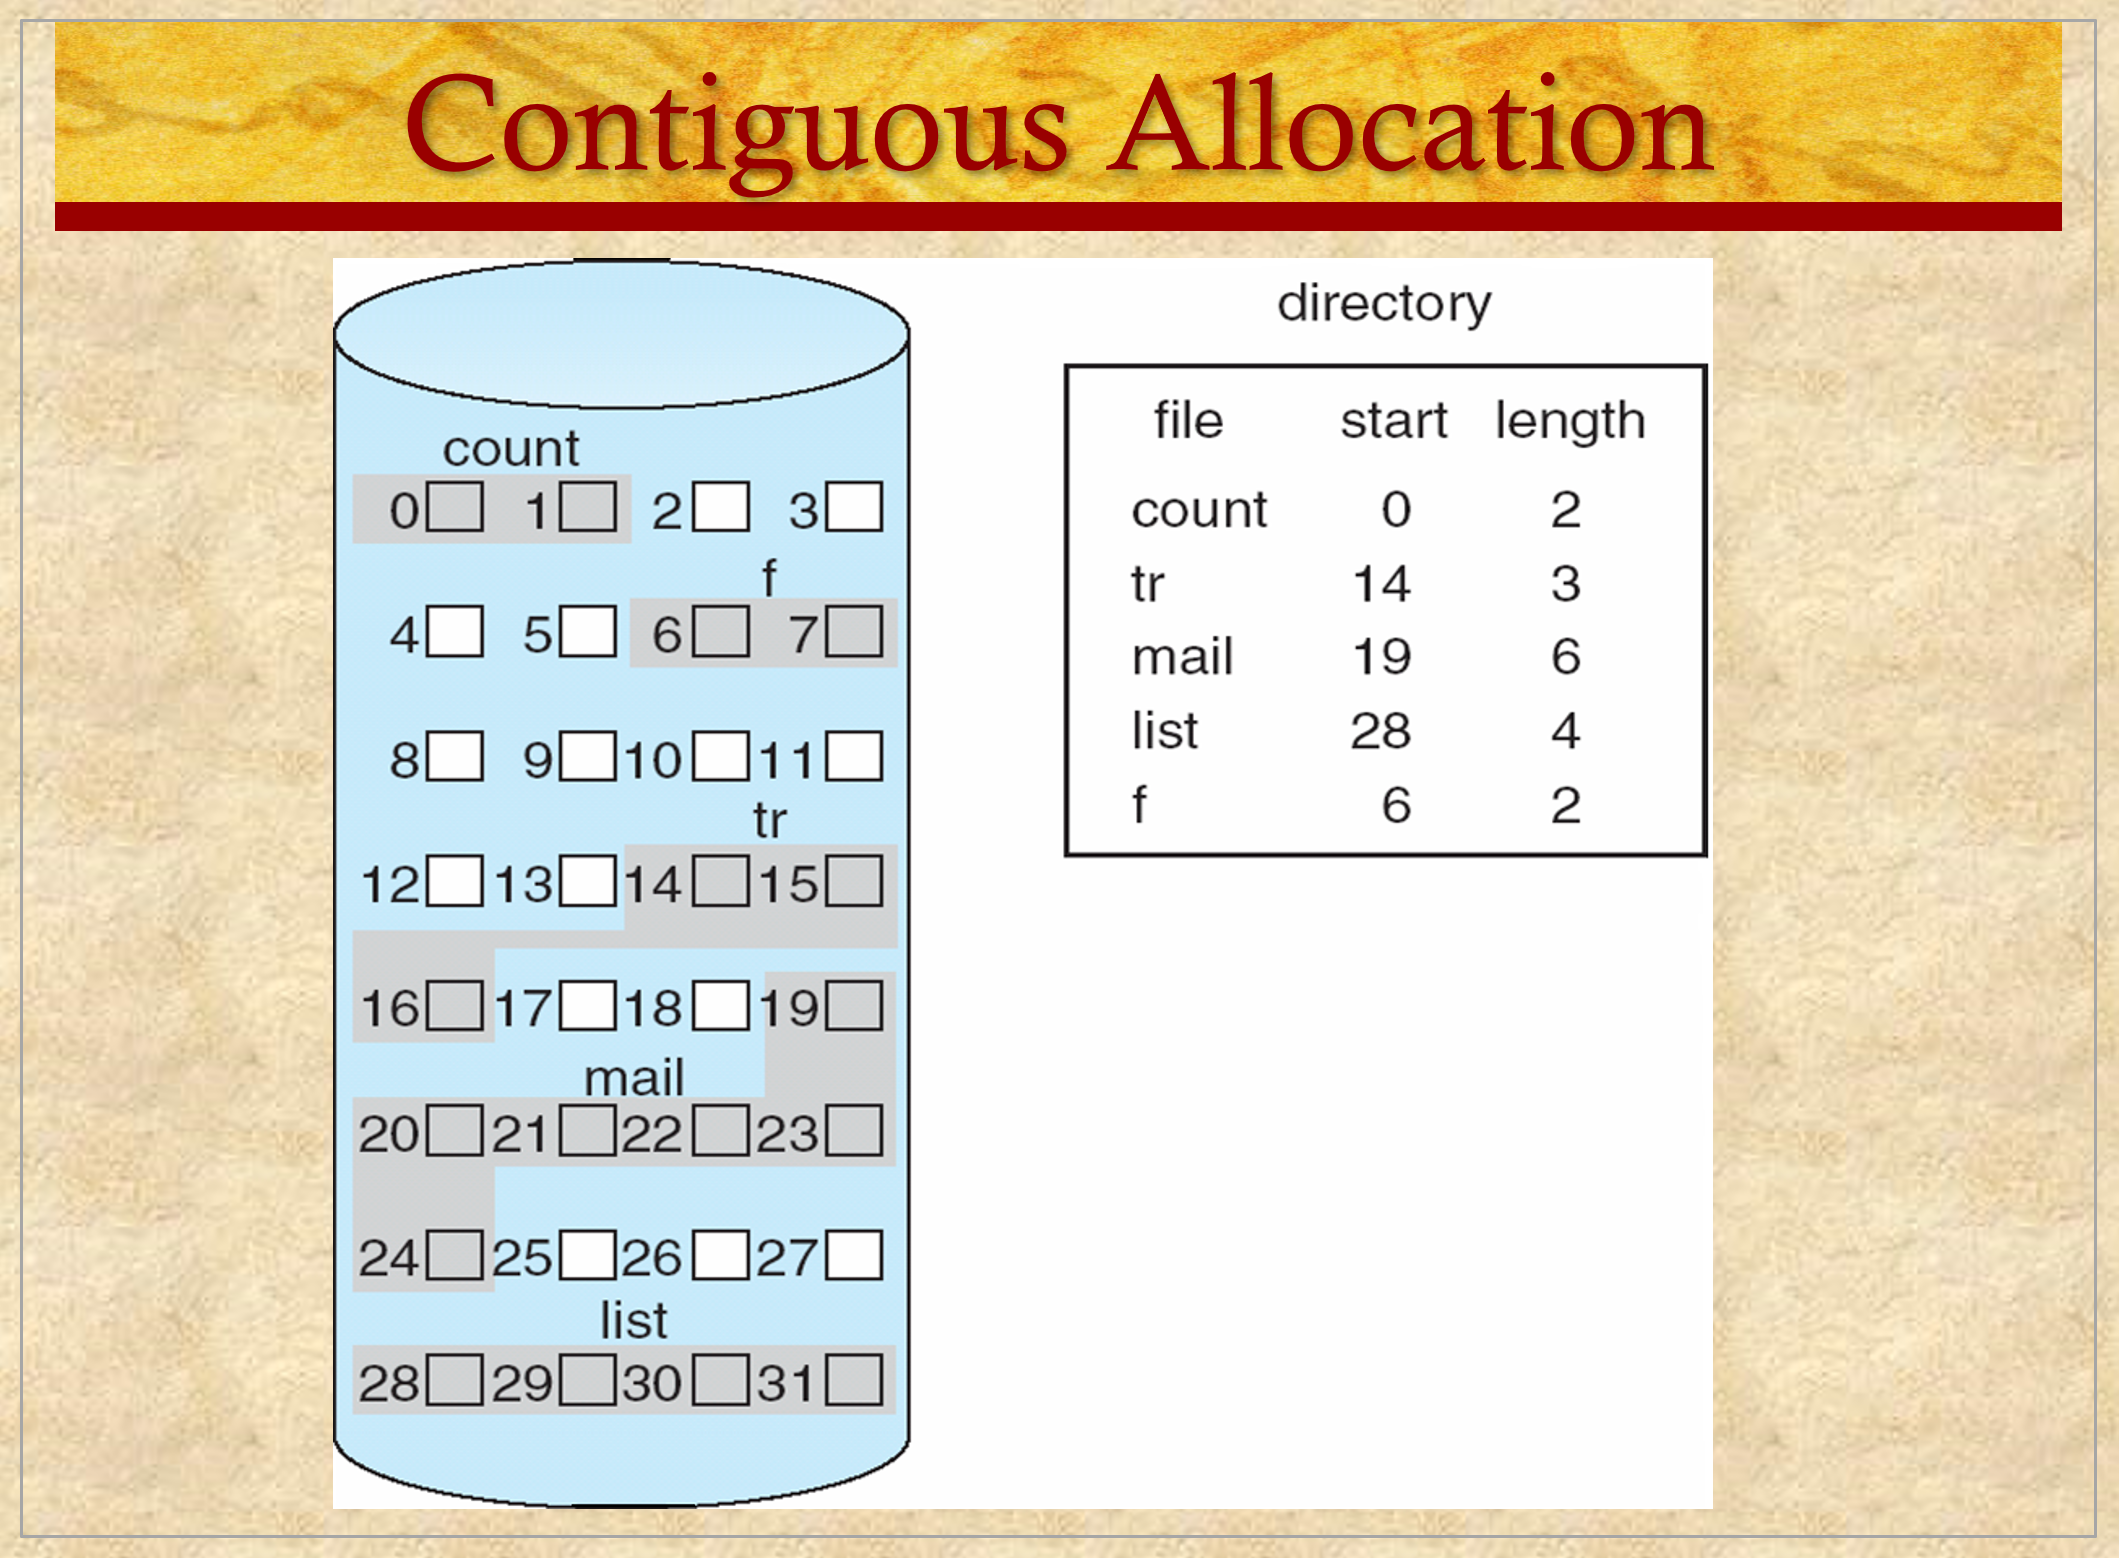 Contiguous Allocation
count
0 1 2 3
f
4 5 6 7
8 9 10 11
tr
12 13 14 15
16 17 18 19
mail
20 21 22 23
24 25 26 27
list
28 29 30 31
directory
file start length
count 0 2
tr 14 3
mail 19 6
list 28 4
f 6 2